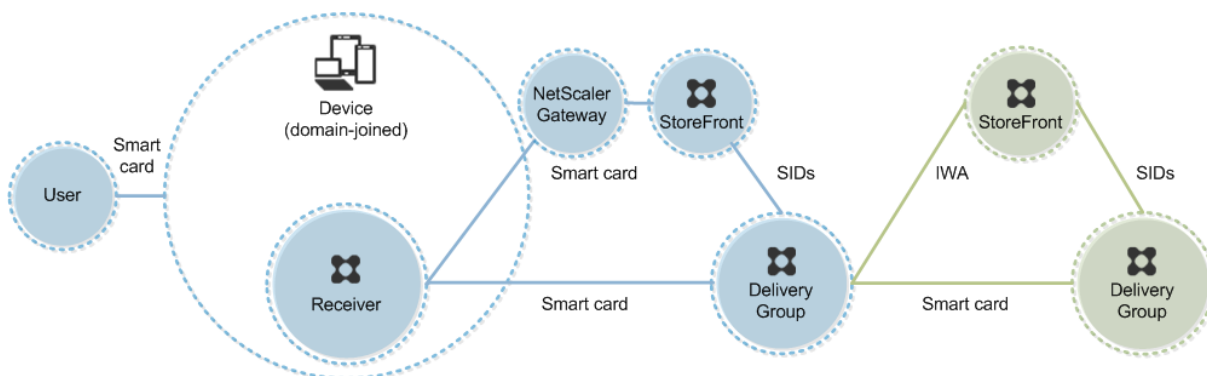 User
Smart
card
Device
(domain-joined)
Receiver
NetScaler
Gateway
StoreFront
Smart card
SIDs
Smart card
Delivery
Group
IWA
StoreFront
SIDs
Smart card
Delivery
Group